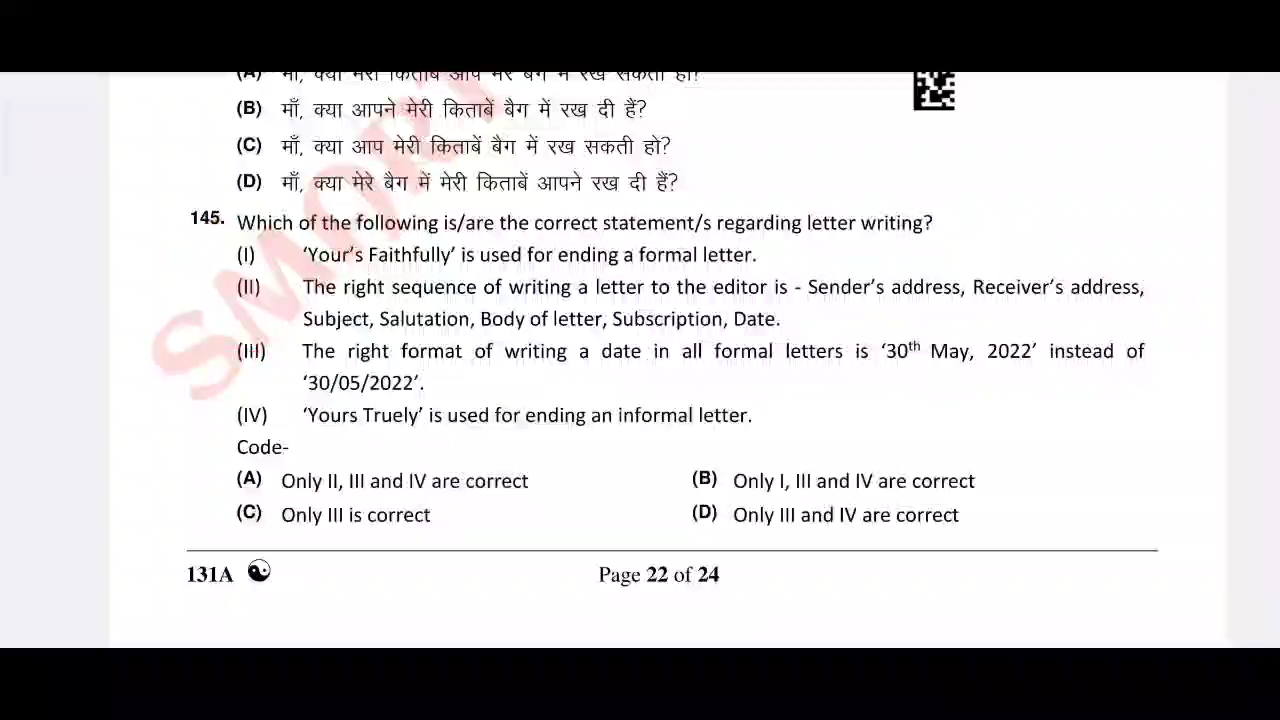 (A) माँ, क्या मेरी किताबें आप मेरे बैग में रख सकती हो?
(B) माँ, क्या आपने मेरी किताबें बैग में रख दी हैं?
(C) माँ, क्या आप मेरी किताबें बैग में रख सकती हो?
(D) माँ, क्या मेरे बैग में मेरी किताबें आपने रख दी हैं?
145. Which of the following is/are the correct statement/s regarding letter writing?
(I) ‘Your’s Faithfully’ is used for ending a formal letter.
(II) The right sequence of writing a letter to the editor is - Sender’s address, Receiver’s address,
Subject, Salutation, Body of letter, Subscription, Date.
(III) The right format of writing a date in all formal letters is ‘30th May, 2022’ instead of
‘30/05/2022’.
(IV) ‘Yours Truely’ is used for ending an informal letter.
Code-
(A) Only II, III and IV are correct (B) Only I, III and IV are correct
(C) Only III is correct (D) Only III and IV are correct
131A Page 22 of 24